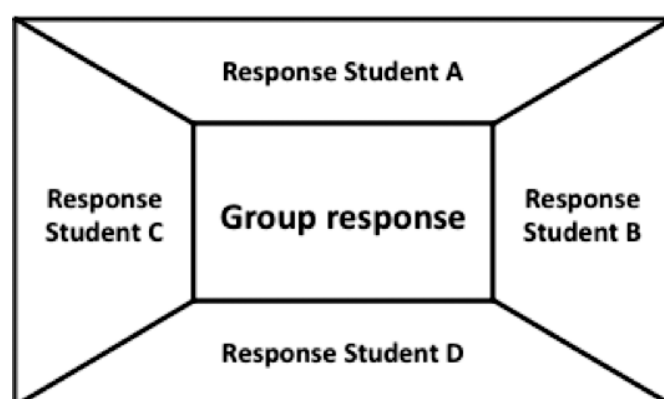 Response Student A
Response
Student C
Group response
Response
Student B
Response Student D